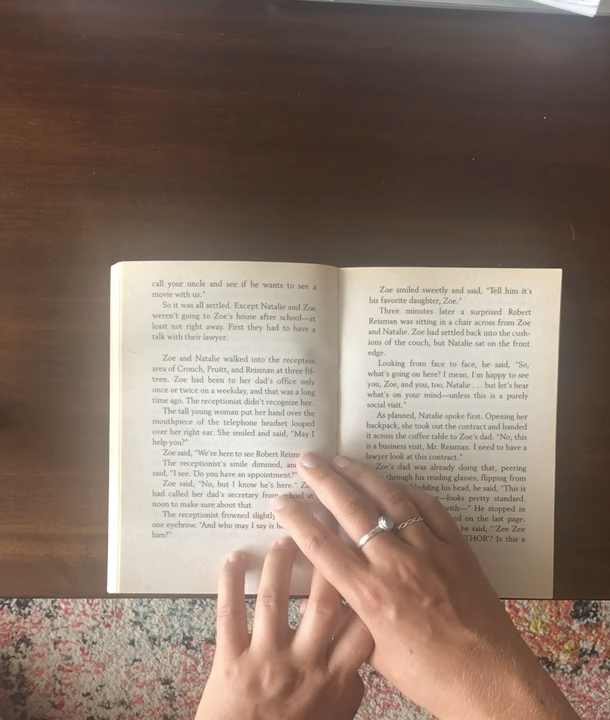 call your uncle and see if he wants to see a
movie with us."
So it was all settled. Except Natalie and Zoe
weren't going to Zoe's house after school—at
least not right away. First they had to have a
talk with their lawyer.
Zoe and Natalie walked into the reception
area of Crouch, Pruitt, and Reisman at three fif-
teen. Zoe had been to her dad's office only
once or twice on a weekday, and that was a long
time ago. The receptionist didn't recognize her.
The tall young woman put her hand over the
mouthpiece of the telephone headset looped
over her right ear. She smiled and said, "May I
help you?"
Zoe said, "We're here to see Robert
The receptionist's smile dimmed,
said, "I see. Do you have an appointment?"
Zoe said, "No, but I know he's here."
had called her dad's secretary from at
noon to make sure about that.
The receptionist frowned slightly
one eyebrow. "And who may I say is
him?"
Zoe smiled sweetly and said, "Tell him it's
his favorite daughter, Zoe."
Three minutes later a surprised Robert
Reisman was sitting in a chair across from Zoe
and Natalie. Zoe had settled back into the cush-
ions of the couch, but Natalie sat on the front
edge.
Looking from face to face, he said, "So,
what's going on here? I mean, I'm happy to see
you, Zoe, and you, too, Natalie . . . but let's hear
what's on your mind—unless this is a purely
social visit."
As planned, Natalie spoke first. Opening her
backpack, she took out the contract and handed
it across the coffee table to Zoe's dad. "No, this
is a business visit, Mr. Reisman. I need to have a
lawyer look at this contract."
Zoe's dad was already doing that, peering
through his reading glasses, flipping from
Nodding his head, he said, "This is
—looks pretty standard.
with—" He stopped in
on the last page.
he said, "'Zee Zee
Is this a